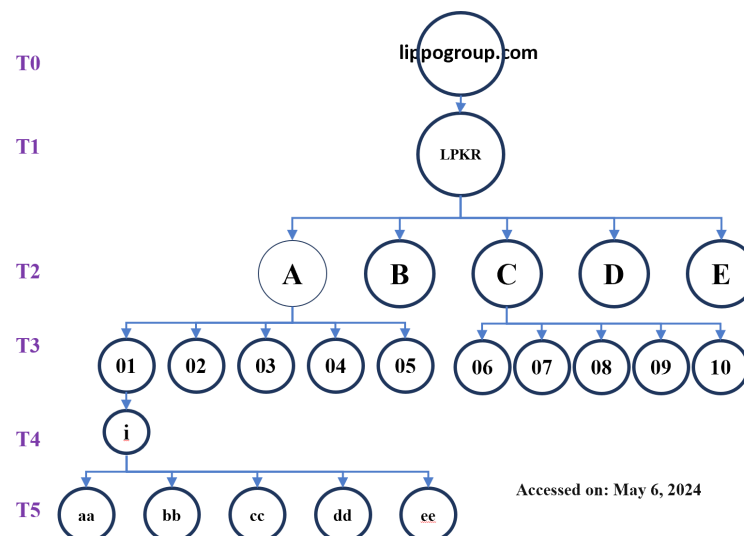 lippogroup.com
T0
T1
LPKR
T2
A B C D E
T3
01 02 03 04 05 06 07 08 09 10
T4
i
T5
aa bb cc dd ee
Accessed on: May 6, 2024